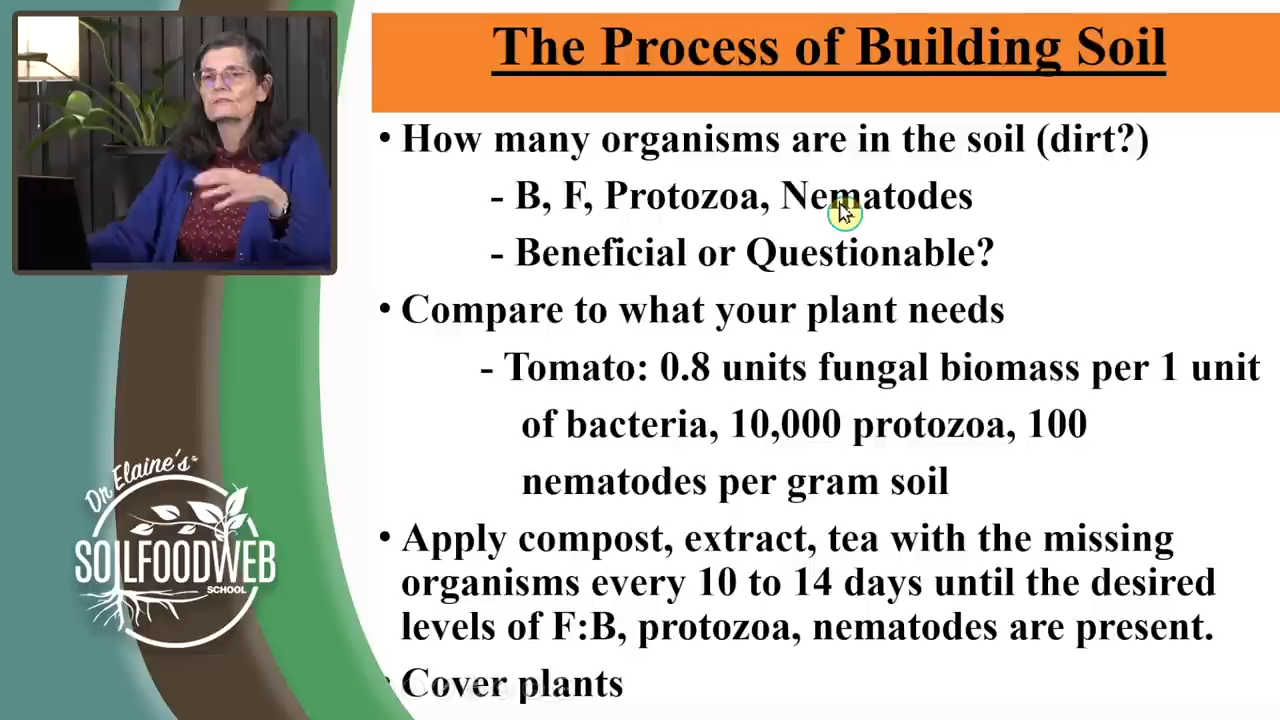 The Process of Building Soil
• How many organisms are in the soil (dirt?)
- B, F, Protozoa, Nematodes
- Beneficial or Questionable?
• Compare to what your plant needs
- Tomato: 0.8 units fungal biomass per 1 unit
of bacteria, 10,000 protozoa, 100
nematodes per gram soil
• Apply compost, extract, tea with the missing
organisms every 10 to 14 days until the desired
levels of F:B, protozoa, nematodes are present.
• Cover plants
Dr Elaine's
SOILFOODWEB
SCHOOL